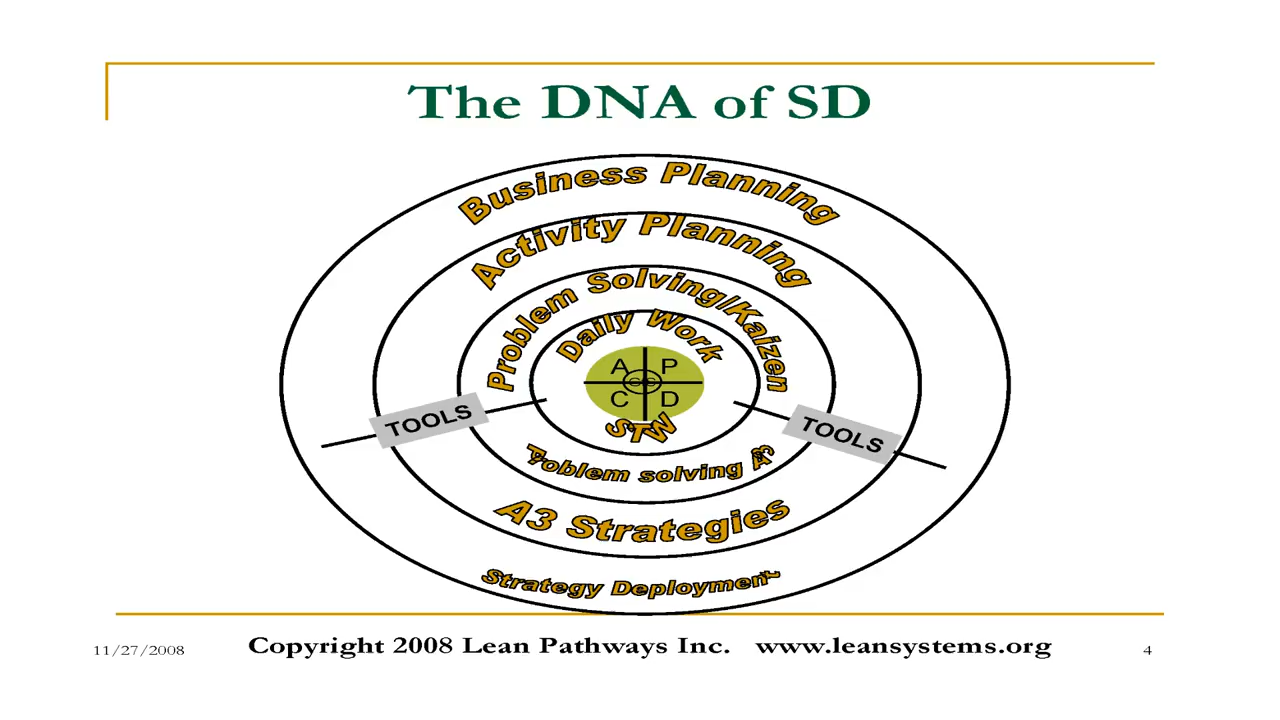 The DNA of SD
Business Planning
Activity Planning
Problem Solving/Kaizen
Daily Work
A P
C D
STW
TOOLS
TOOLS
Problem solving A3
A3 Strategies
Strategy Deployment
11/27/2008
Copyright 2008 Lean Pathways Inc. www.leansystems.org
4